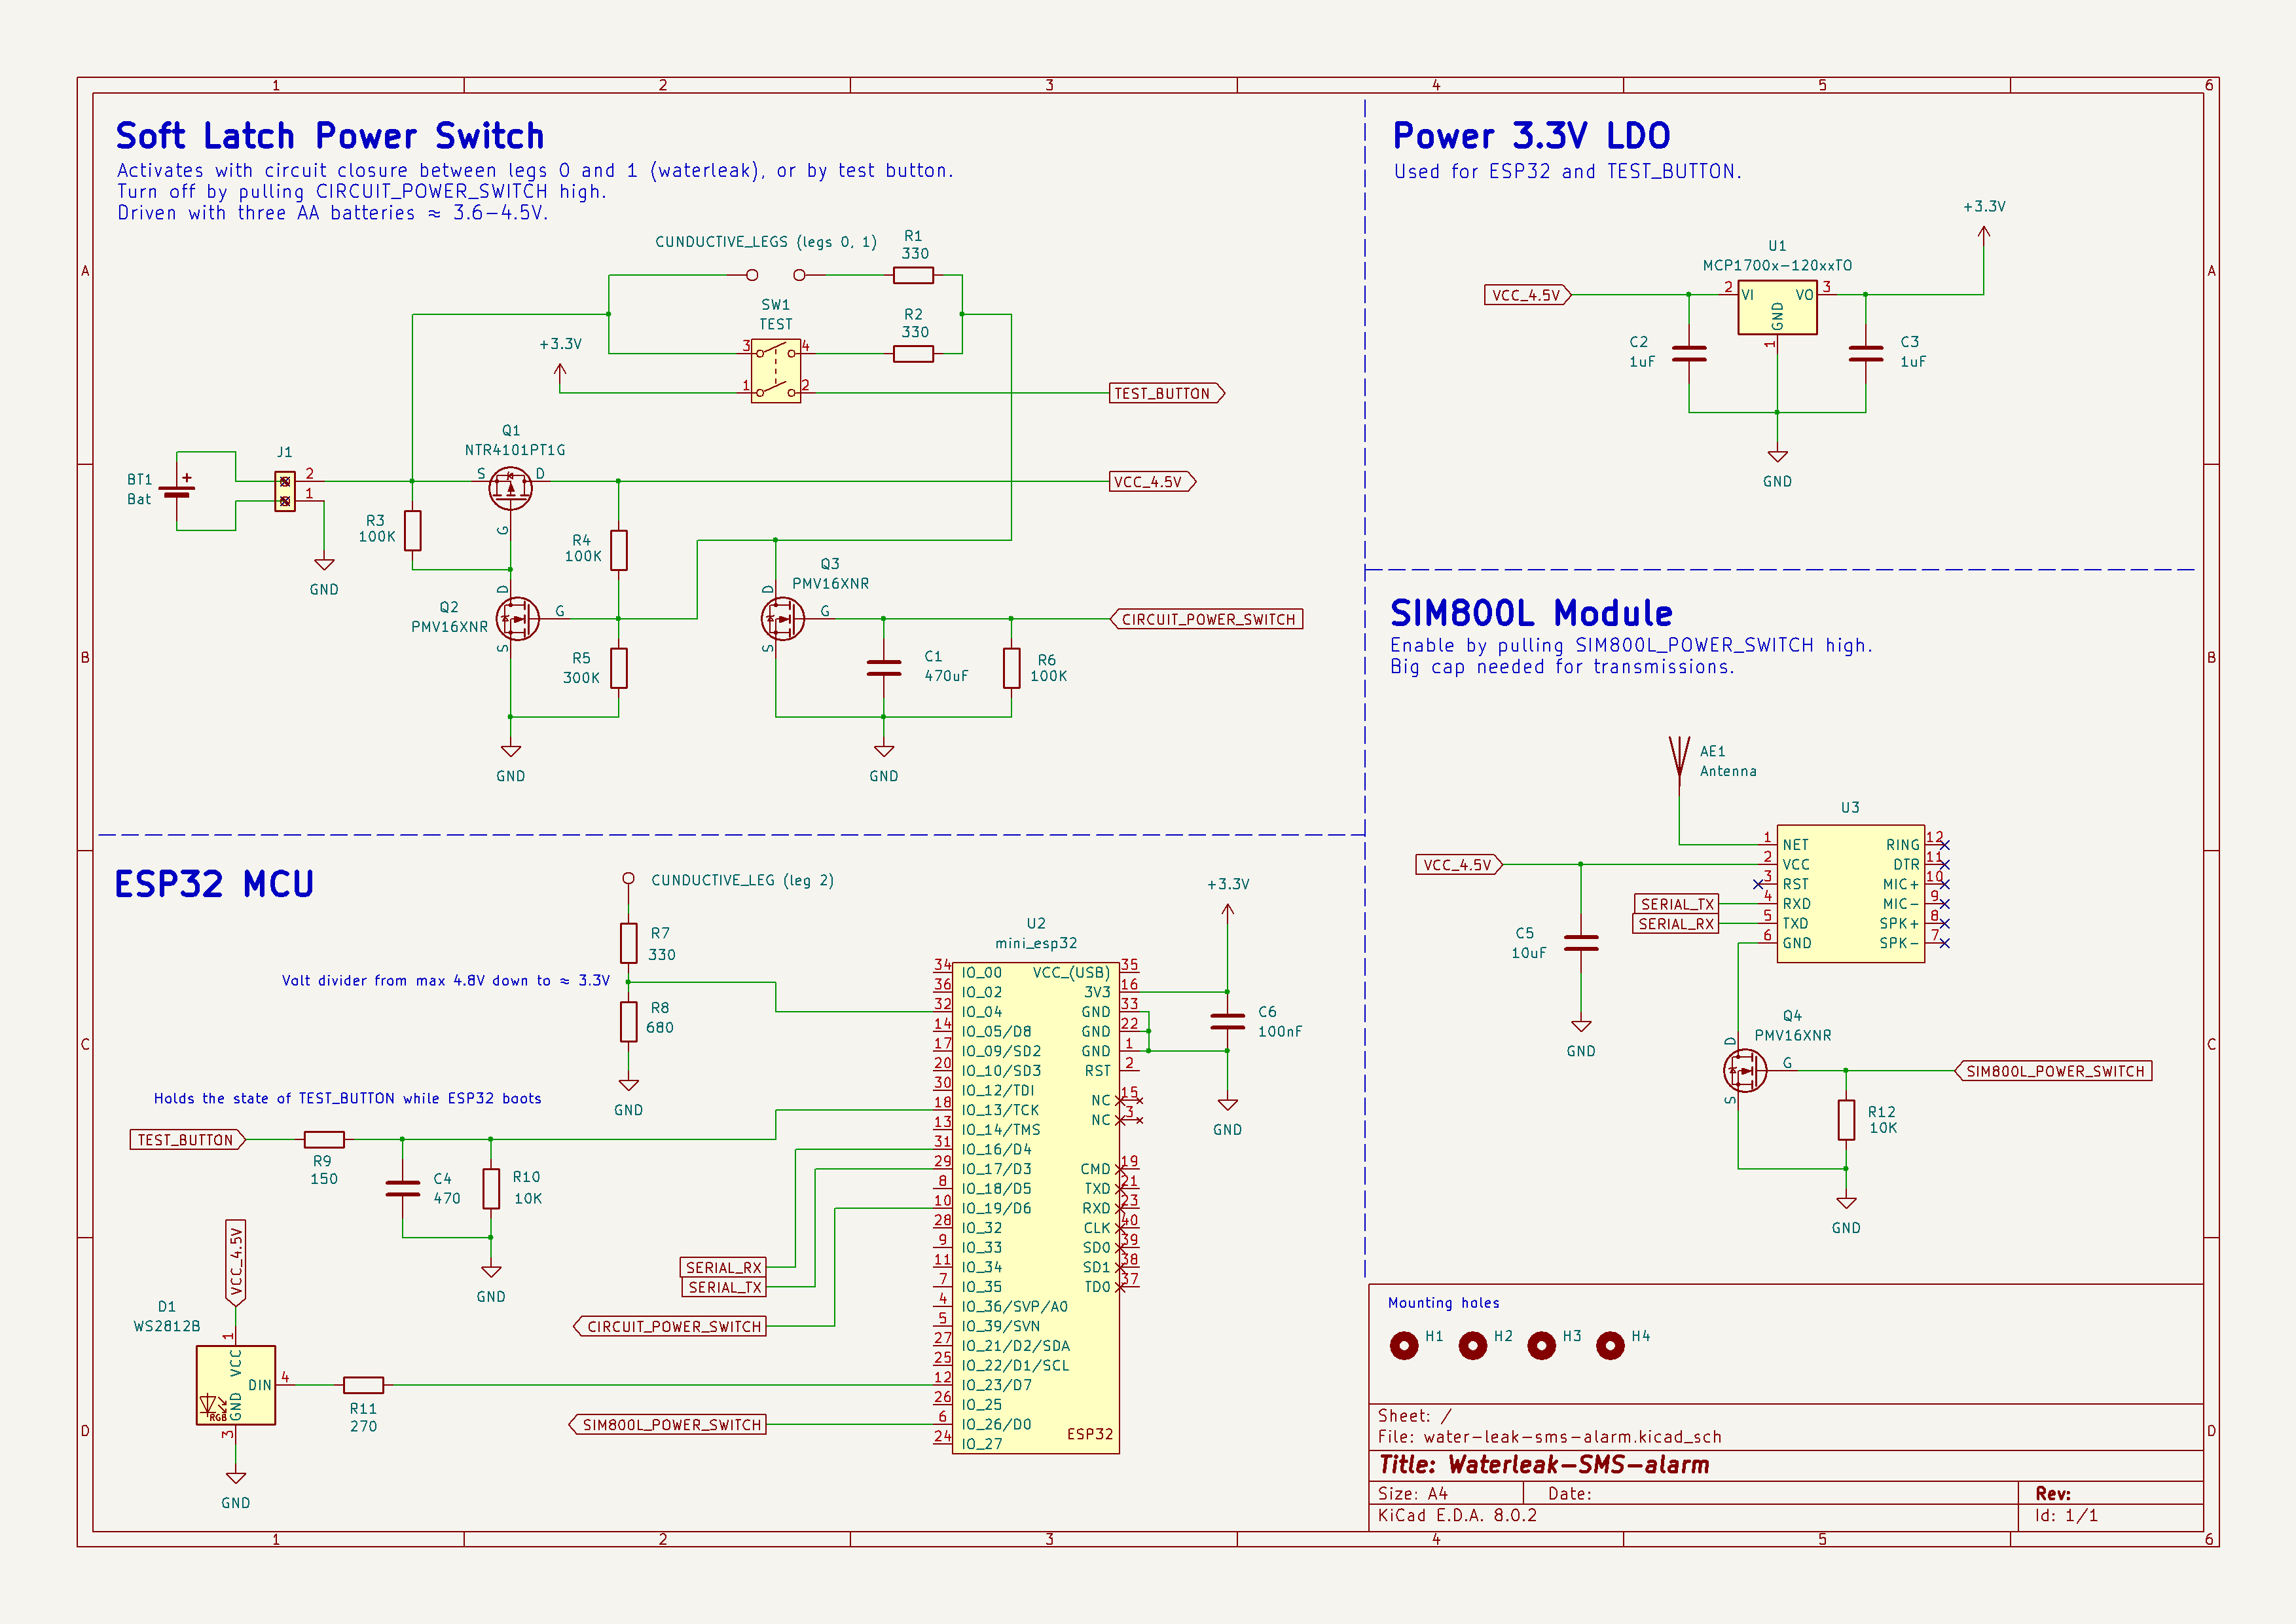 1 2 3 4 5 6
A
B
C
D
Soft Latch Power Switch
Activates with circuit closure between legs 0 and 1 (waterleak), or by test button.
Turn off by pulling CIRCUIT_POWER_SWITCH high.
Driven with three AA batteries ≈ 3.6-4.5V.
CUNDUCTIVE_LEGS (legs 0, 1)
R1
330
SW1
TEST
R2
330
+3.3V
3 4
1 2
TEST_BUTTON
Q1
NTR4101PT1G
S D
G
J1
2
1
BT1
+
Bat
GND
R3
100K
R4
100K
VCC_4.5V
Q2
PMV16XNR
D
G
S
R5
300K
GND
Q3
PMV16XNR
D
G
S
CIRCUIT_POWER_SWITCH
C1
470uF
R6
100K
GND
Power 3.3V LDO
Used for ESP32 and TEST_BUTTON.
+3.3V
U1
MCP1700x-120xxTO
VCC_4.5V
2 VI VO 3
GND
1
C2
1uF
C3
1uF
GND
SIM800L Module
Enable by pulling SIM800L_POWER_SWITCH high.
Big cap needed for transmissions.
AE1
Antenna
U3
1 NET RING 12
2 VCC DTR 11
3 RST MIC+ 10
4 RXD MIC- 9
5 TXD SPK+ 8
6 GND SPK- 7
VCC_4.5V
SERIAL_TX
SERIAL_RX
C5
10uF
GND
Q4
PMV16XNR
D
G
S
SIM800L_POWER_SWITCH
R12
10K
GND
ESP32 MCU
CUNDUCTIVE_LEG (leg 2)
R7
330
Volt divider from max 4.8V down to ≈ 3.3V
R8
680
GND
Holds the state of TEST_BUTTON while ESP32 boots
TEST_BUTTON
R9
150
C4
470
R10
10K
GND
VCC_4.5V
D1
WS2812B
1
VCC
DIN 4
GND
RGB
3
GND
R11
270
SERIAL_RX
SERIAL_TX
CIRCUIT_POWER_SWITCH
SIM800L_POWER_SWITCH
U2
mini_esp32
34 IO_00 VCC_(USB) 35
36 IO_02 3V3 16
32 IO_04 GND 33
14 IO_05/D8 GND 22
17 IO_09/SD2 GND 1
20 IO_10/SD3 RST 2
30 IO_12/TDI
NC 15
18 IO_13/TCK
NC 3
13 IO_14/TMS
31 IO_16/D4
29 IO_17/D3 CMD 19
8 IO_18/D5 TXD 21
10 IO_19/D6 RXD 23
28 IO_32 CLK 40
9 IO_33 SD0 39
11 IO_34 SD1 38
7 IO_35 TD0 37
4 IO_36/SVP/A0
5 IO_39/SVN
27 IO_21/D2/SDA
25 IO_22/D1/SCL
12 IO_23/D7
26 IO_25
6 IO_26/D0
24 IO_27
ESP32
+3.3V
C6
100nF
GND
Mounting holes
H1 H2 H3 H4
Sheet: /
File: water-leak-sms-alarm.kicad_sch
Title: Waterleak-SMS-alarm
Size: A4 Date: Rev:
KiCad E.D.A. 8.0.2 Id: 1/1
A
B
C
D
1 2 3 4 5 6